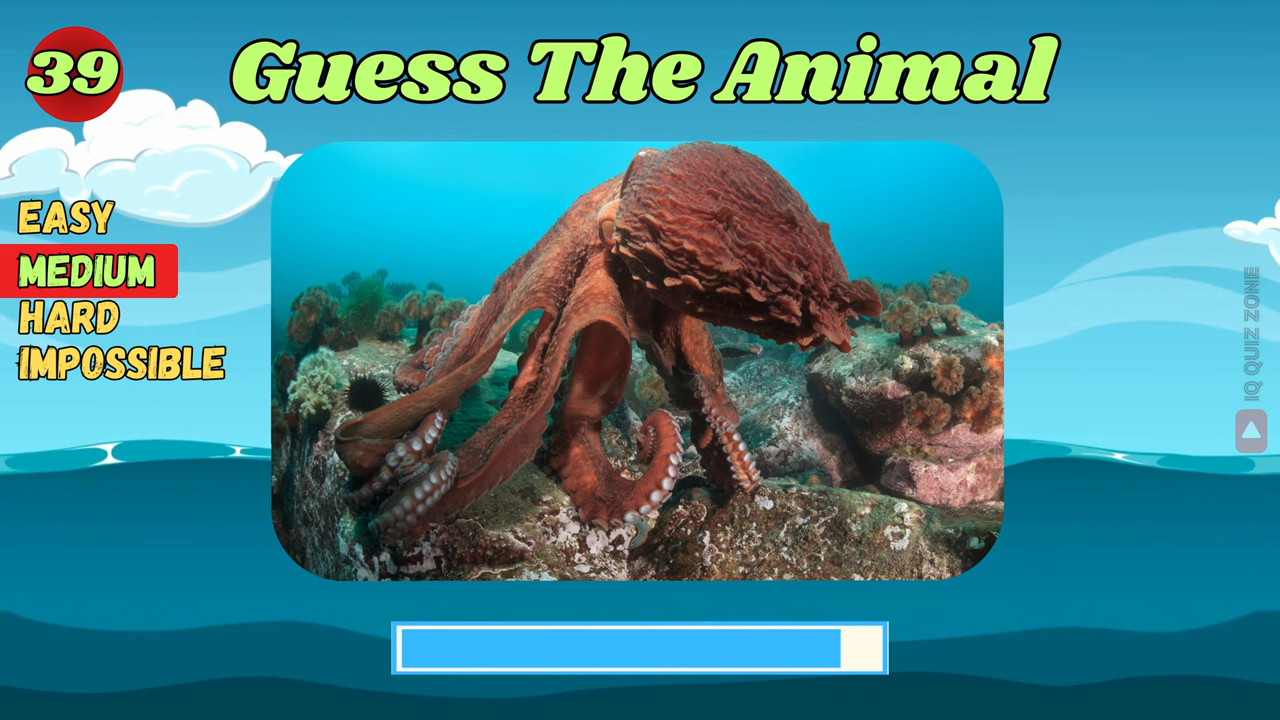 39
Guess The Animal
EASY
MEDIUM
HARD
IMPOSSIBLE
IQ QUIZ ZONE